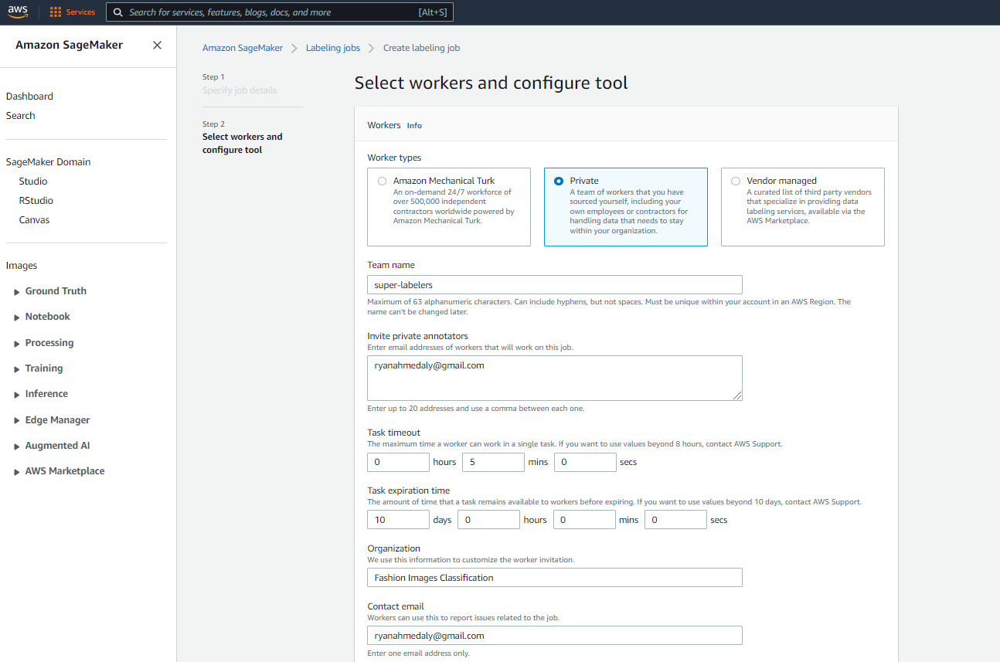 aws
Services
Search for services, features, blogs, docs, and more
[Alt+S]
Amazon SageMaker
Dashboard
Search
SageMaker Domain
Studio
RStudio
Canvas
Images
Ground Truth
Notebook
Processing
Training
Inference
Edge Manager
Augmented AI
AWS Marketplace
Amazon SageMaker
Labeling jobs
Create labeling job
Step 1
Specify job details
Step 2
Select workers and
configure tool
Select workers and configure tool
Workers Info
Worker types
Amazon Mechanical Turk
An on-demand 24/7 workforce of
over 500,000 independent
contractors worldwide powered by
Amazon Mechanical Turk.
Private
A team of workers that you have
sourced yourself, including your
own employees or contractors for
handling data that needs to stay
within your organization.
Vendor managed
A curated list of third party vendors
that specialize in providing data
labeling services, available via the
AWS Marketplace.
Team name
super-labelers
Maximum of 63 alphanumeric characters. Can include hyphens, but not spaces. Must be unique within your account in an AWS Region. The
name can't be changed later.
Invite private annotators
Enter email addresses of workers that will work on this job.
ryanahmedaly@gmail.com
Enter up to 20 addresses and use a comma between each one.
Task timeout
The maximum time a worker can work in a single task. If you want to use values beyond 8 hours, contact AWS Support.
0 hours 5 mins 0 secs
Task expiration time
The amount of time that a task remains available to workers before expiring. If you want to use values beyond 10 days, contact AWS Support.
10 days 0 hours 0 mins 0 secs
Organization
We use this information to customize the worker invitation.
Fashion Images Classification
Contact email
Workers can use this to report issues related to the job.
ryanahmedaly@gmail.com
Enter one email address only.